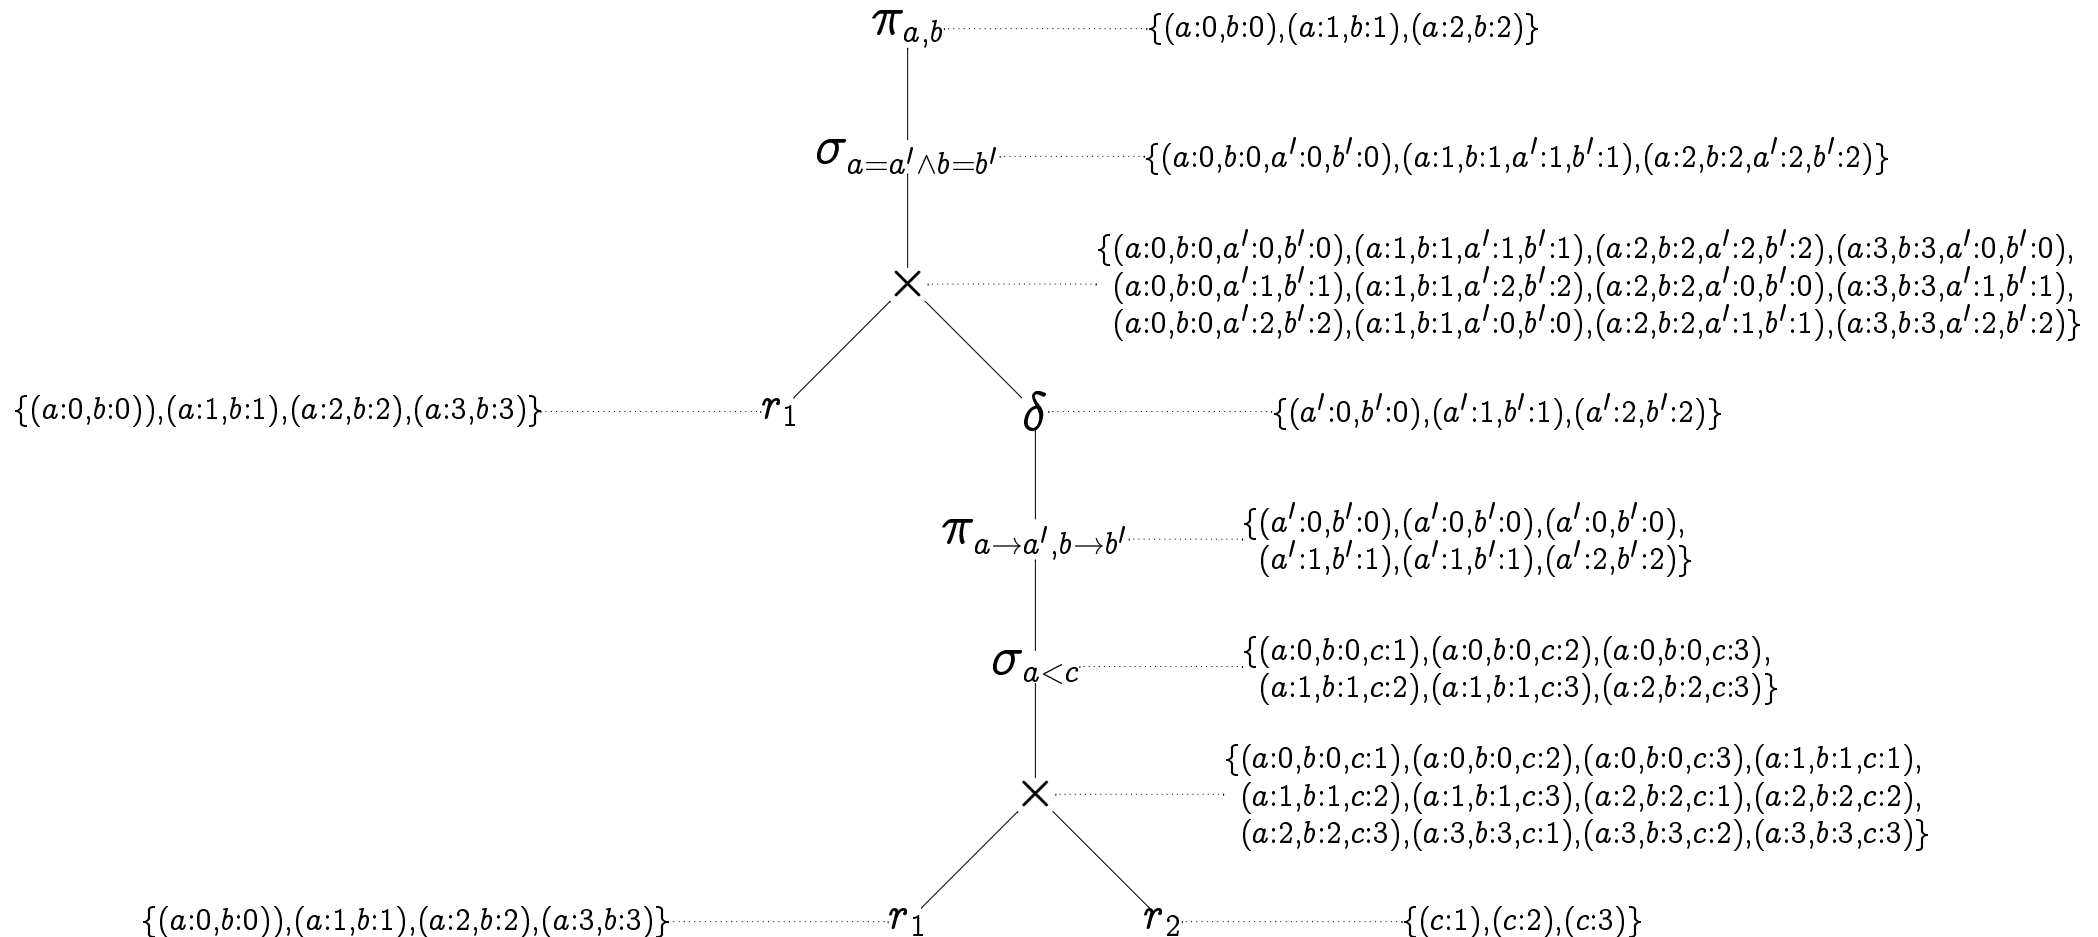 π a,b {(a:0,b:0),(a:1,b:1),(a:2,b:2)}
σ a=a′∧b=b′ {(a:0,b:0,a′:0,b′:0),(a:1,b:1,a′:1,b′:1),(a:2,b:2,a′:2,b′:2)}
{(a:0,b:0,a′:0,b′:0),(a:1,b:1,a′:1,b′:1),(a:2,b:2,a′:2,b′:2),(a:3,b:3,a′:0,b′:0),
× (a:0,b:0,a′:1,b′:1),(a:1,b:1,a′:2,b′:2),(a:2,b:2,a′:0,b′:0),(a:3,b:3,a′:1,b′:1),
(a:0,b:0,a′:2,b′:2),(a:1,b:1,a′:0,b′:0),(a:2,b:2,a′:1,b′:1),(a:3,b:3,a′:2,b′:2)}
{(a:0,b:0)),(a:1,b:1),(a:2,b:2),(a:3,b:3)} r1 δ {(a′:0,b′:0),(a′:1,b′:1),(a′:2,b′:2)}
π a→a′,b→b′ {(a′:0,b′:0),(a′:0,b′:0),(a′:0,b′:0),
(a′:1,b′:1),(a′:1,b′:1),(a′:2,b′:2)}
σ a<c {(a:0,b:0,c:1),(a:0,b:0,c:2),(a:0,b:0,c:3),
(a:1,b:1,c:2),(a:1,b:1,c:3),(a:2,b:2,c:3)}
{(a:0,b:0,c:1),(a:0,b:0,c:2),(a:0,b:0,c:3),(a:1,b:1,c:1),
× (a:1,b:1,c:2),(a:1,b:1,c:3),(a:2,b:2,c:1),(a:2,b:2,c:2),
(a:2,b:2,c:3),(a:3,b:3,c:1),(a:3,b:3,c:2),(a:3,b:3,c:3)}
{(a:0,b:0)),(a:1,b:1),(a:2,b:2),(a:3,b:3)} r1 r2 {(c:1),(c:2),(c:3)}